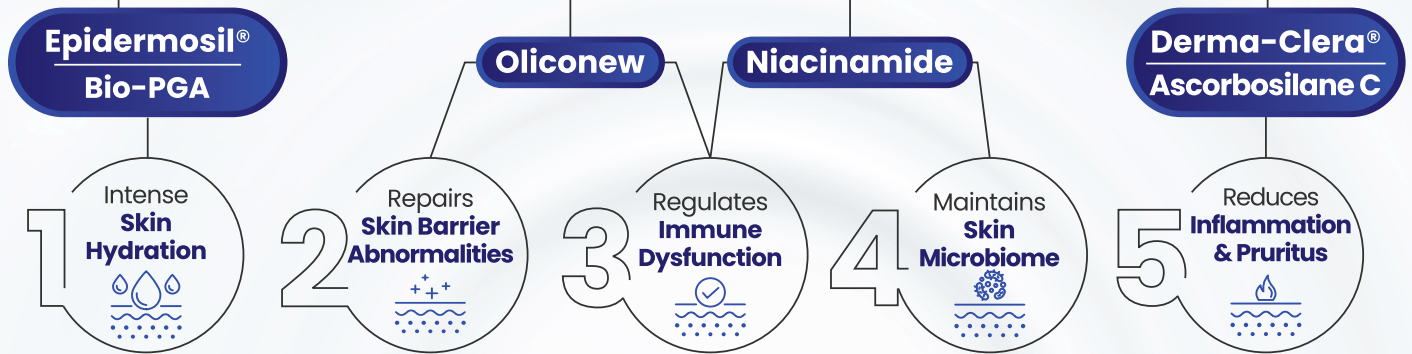 Epidermosil®
Bio-PGA
Oliconew
Niacinamide
Derma-Clera®
Ascorbosilane C
1
Intense
Skin
Hydration
2
Repairs
Skin Barrier
Abnormalities
3
Regulates
Immune
Dysfunction
4
Maintains
Skin
Microbiome
5
Reduces
Inflammation
& Pruritus